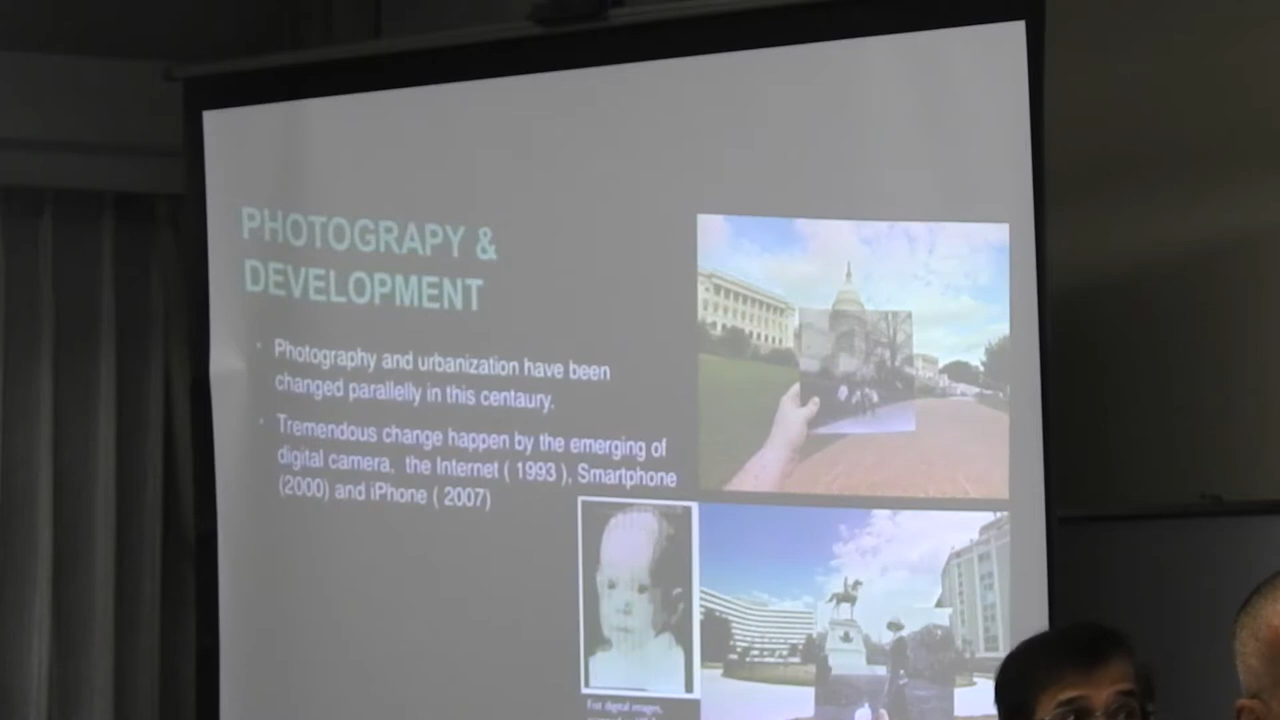 PHOTOGRAPY &
DEVELOPMENT
Photography and urbanization have been
changed parallelly in this centaury.
Tremendous change happen by the emerging of
digital camera, the Internet ( 1993 ), Smartphone
(2000) and iPhone ( 2007)
digital images,